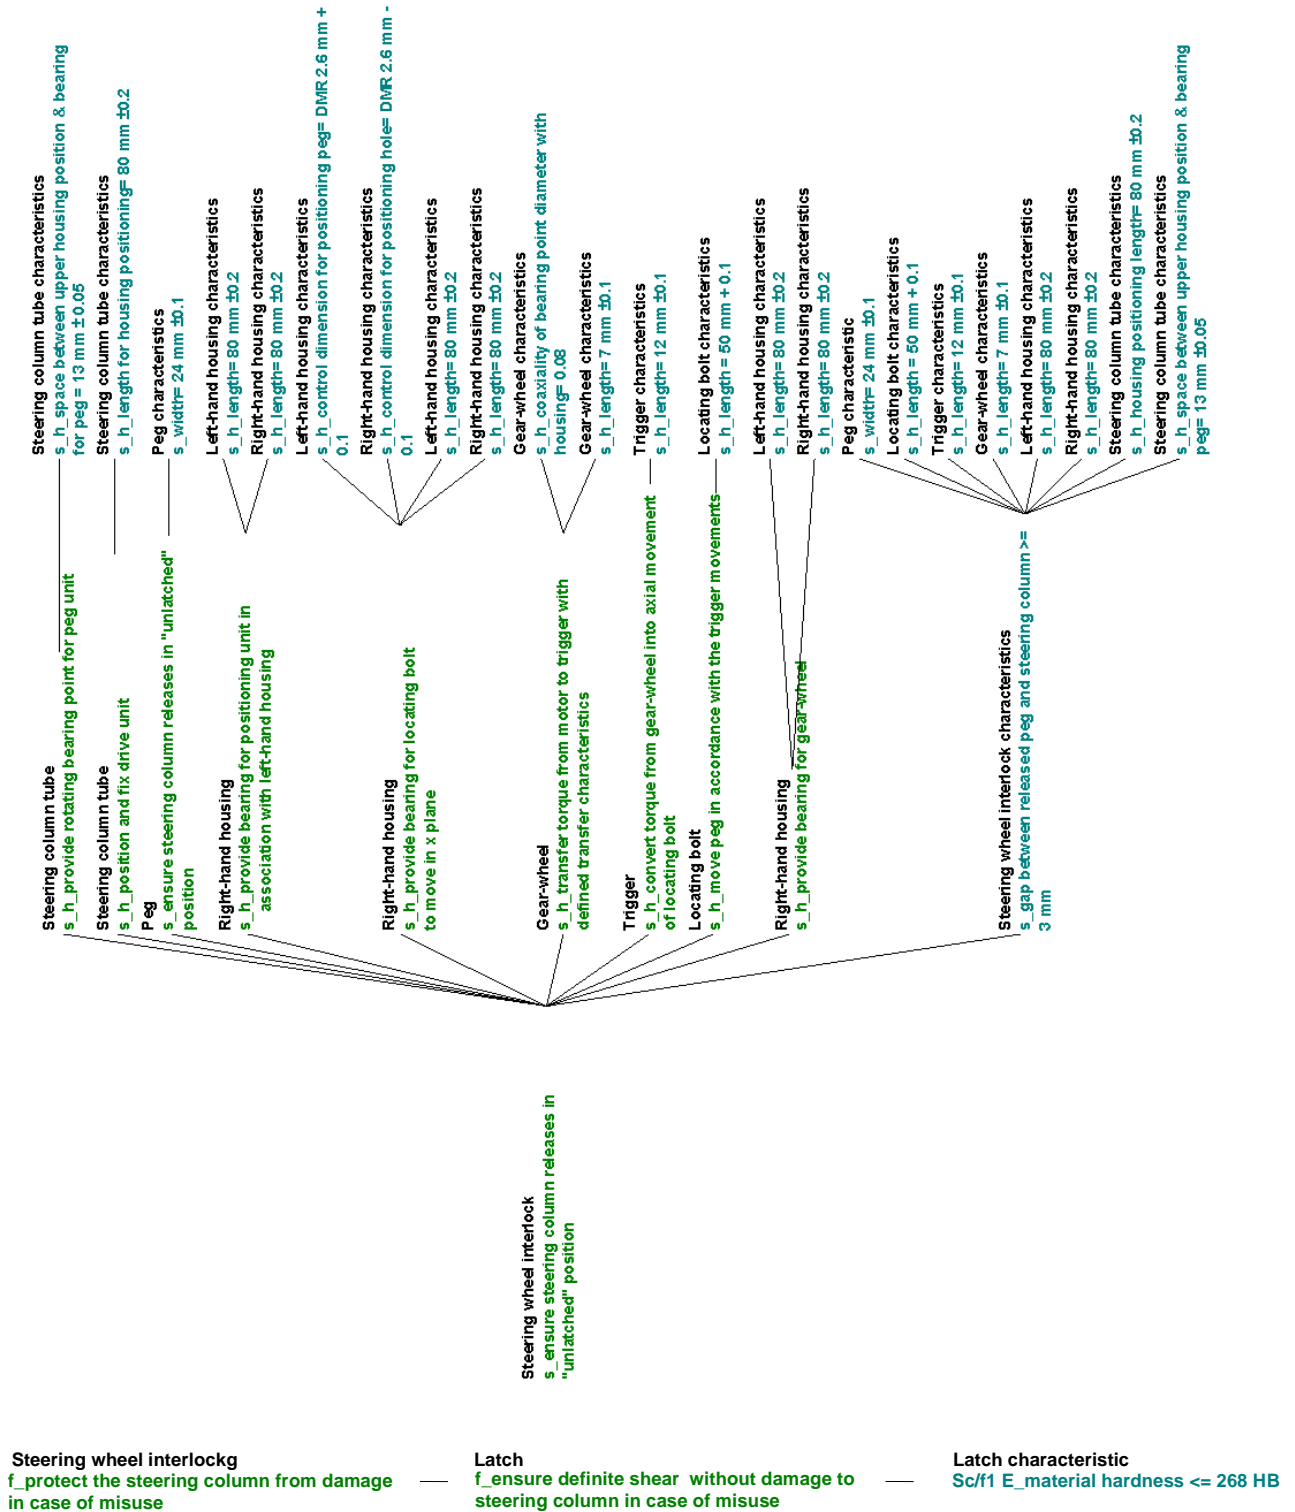 Steering column tube characteristics
s_h_space between upper housing position & bearing
for peg = 13 mm ± 0.05
Steering column tube characteristics
s_h_length for housing positioning= 80 mm ±0.2
Peg characteristics
s_width= 24 mm ±0.1
Left-hand housing characteristics
s_h_length= 80 mm ±0.2
Right-hand housing characteristics
s_h_length= 80 mm ±0.2
Left-hand housing characteristics
s_h_control dimension for positioning peg= DMR 2.6 mm +
0.1
Right-hand housing characteristics
s_h_control dimension for positioning hole= DMR 2.6 mm -
0.1
Left-hand housing characteristics
s_h_length= 80 mm ±0.2
Right-hand housing characteristics
s_h_length= 80 mm ±0.2
Gear-wheel characteristics
s_h_coaxiality of bearing point diameter with
housing= 0.08
Gear-wheel characteristics
s_h_length= 7 mm ±0.1
Trigger characteristics
s_h_length= 12 mm ±0.1
Locating bolt characteristics
s_h_length = 50 mm + 0.1
Left-hand housing characteristics
s_h_length= 80 mm ±0.2
Right-hand housing characteristics
s_h_length= 80 mm ±0.2
Peg characteristic
s_width= 24 mm ±0.1
Locating bolt characteristics
s_h_length = 50 mm + 0.1
Trigger characteristics
s_h_length= 12 mm ±0.1
Gear-wheel characteristics
s_h_length= 7 mm ±0.1
Left-hand housing characteristics
s_h_length= 80 mm ±0.2
Right-hand housing characteristics
s_h_length= 80 mm ±0.2
Steering column tube characteristics
s_h_housing positioning length= 80 mm ±0.2
Steering column tube characteristics
s_h_space between upper housing position & bearing
peg= 13 mm ±0.05
Steering column tube
s_h_provide rotating bearing point for peg unit
Steering column tube
s_h_position and fix drive unit
Peg
s_ensure steering column releases in "unlatched"
position
Right-hand housing
s_h_provide bearing for positioning unit in
association with left-hand housing
Right-hand housing
s_h_provide bearing for locating bolt
to move in x plane
Gear-wheel
s_h_transfer torque from motor to trigger with
defined transfer characteristics
Trigger
s_h_convert torque from gear-wheel into axial movement
of locating bolt
Locating bolt
s_h_move peg in accordance with the trigger movements
Right-hand housing
s_h_provide bearing for gear-wheel
Steering wheel interlock characteristics
s_gap between released peg and steering column >=
3 mm
Steering wheel interlock
s_ensure steering column releases in
"unlatched" position
Steering wheel interlockg
f_protect the steering column from damage
in case of misuse
Latch
f_ensure definite shear without damage to
steering column in case of misuse
Latch characteristic
Sc/f1 E_material hardness <= 268 HB